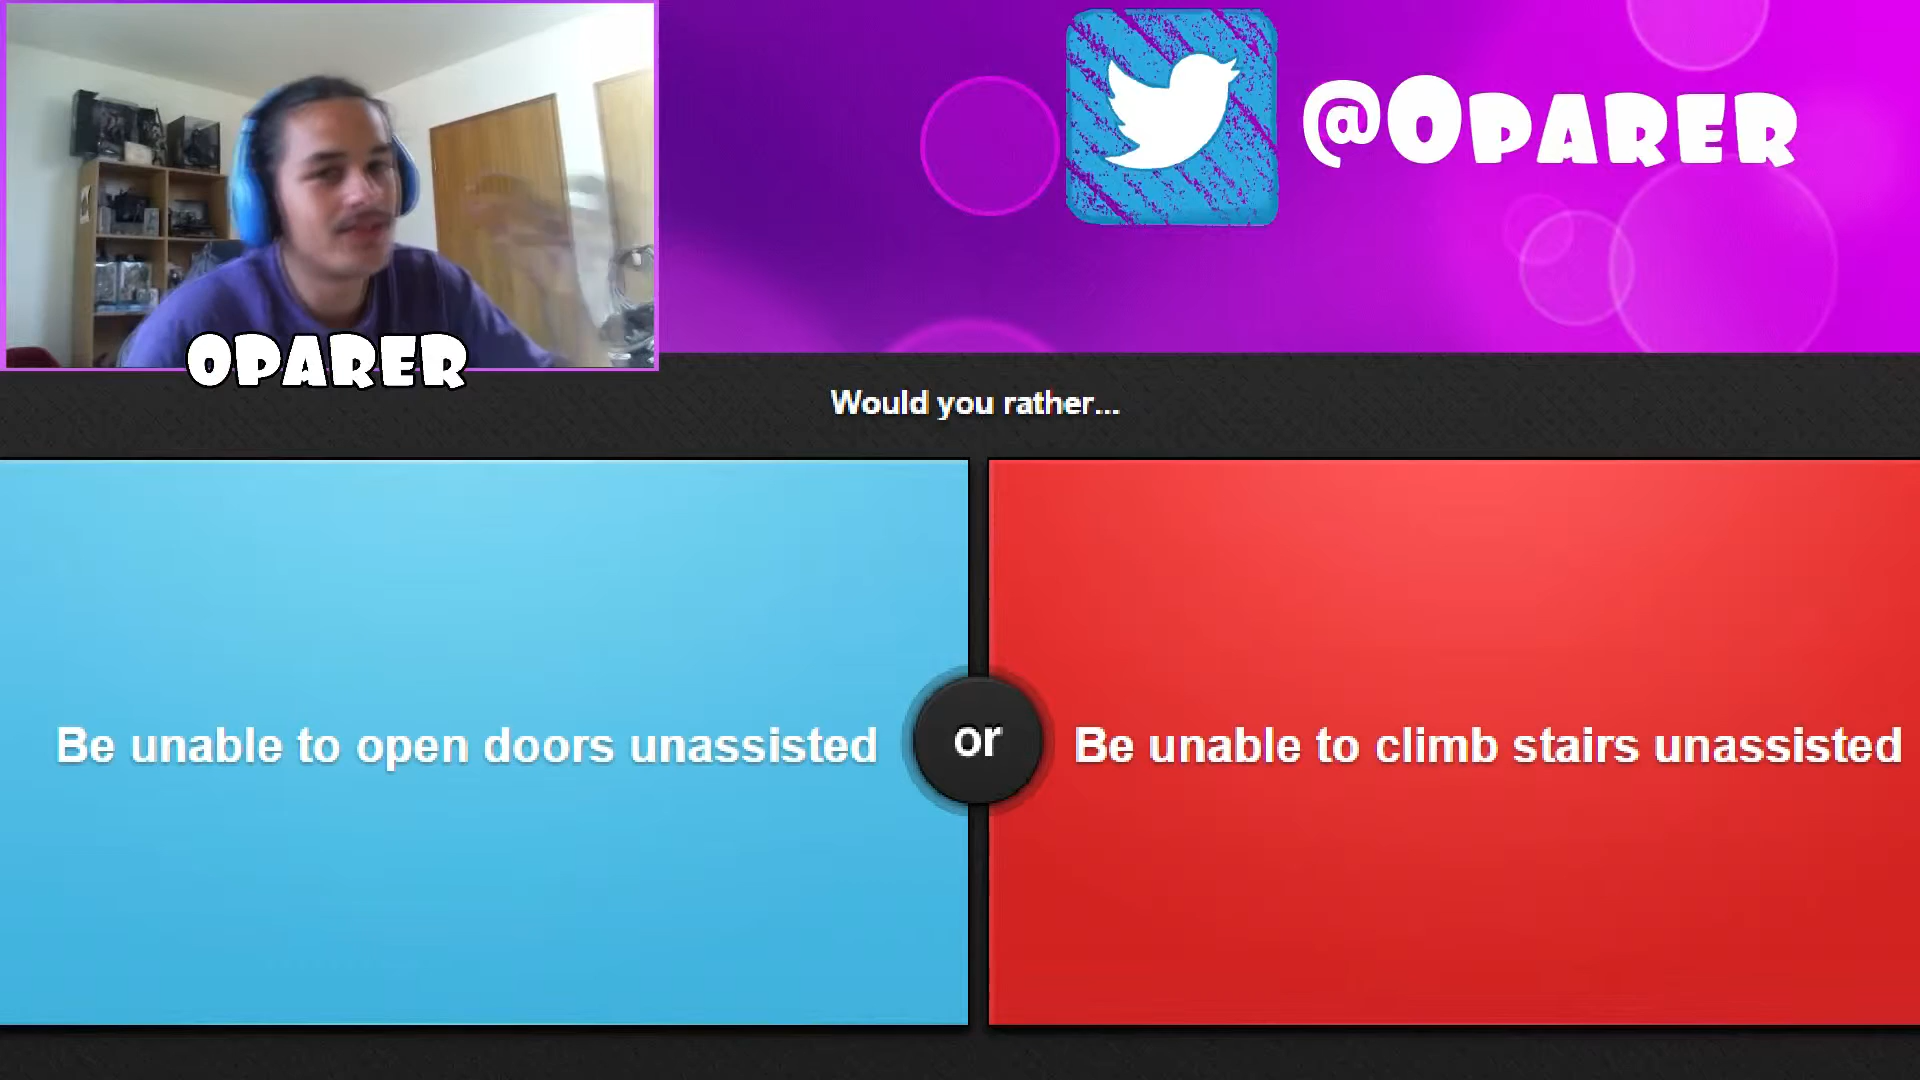 @OPARER
OPARER
Would you rather...
Be unable to open doors unassisted
or
Be unable to climb stairs unassisted